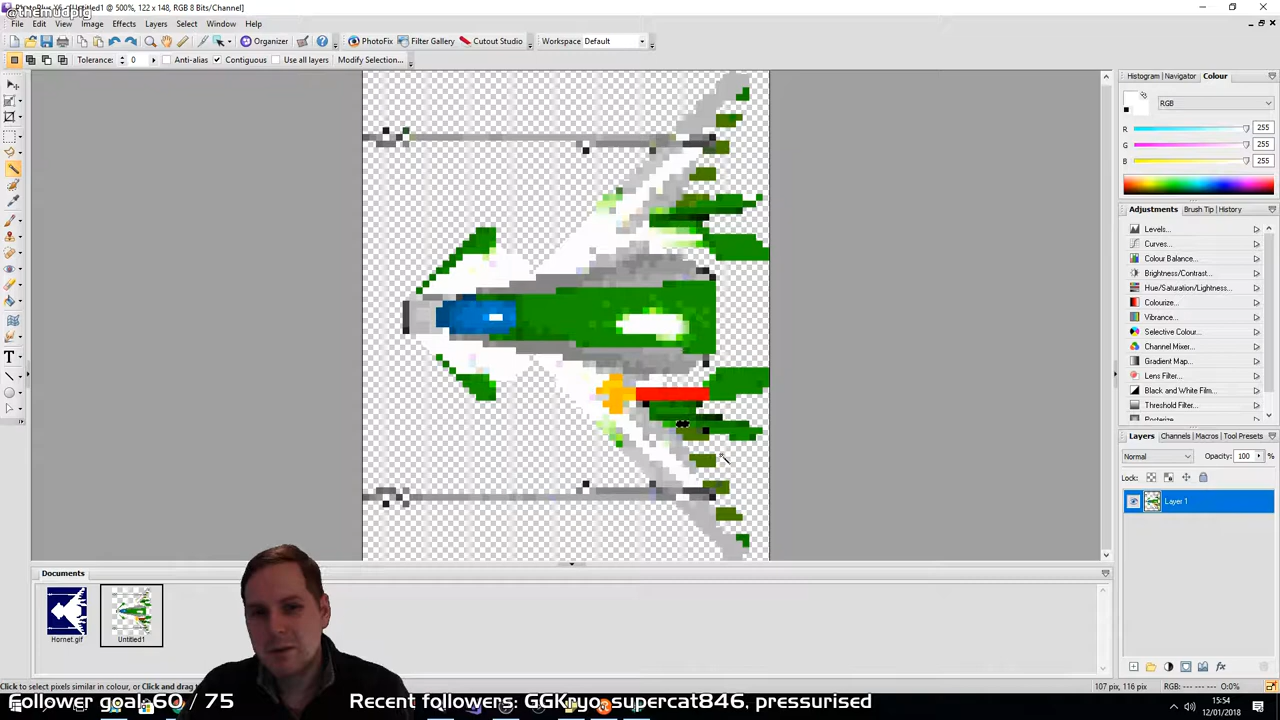 PhotoPlus X6 - [Untitled1 @ 500%, 122 x 148, RGB 8 Bits/Channel]
@themudpig
File Edit View Image Effects Layers Select Window Help
Organizer PhotoFix Filter Gallery Cutout Studio Workspace Default
Tolerance: 0 Anti-alias Contiguous Use all layers Modify Selection...
Histogram Navigator Colour
RGB
R 255
G 255
B 255
Adjustments Brush Tip History
Levels...
Curves...
Colour Balance...
Brightness/Contrast...
Hue/Saturation/Lightness...
Colourize...
Vibrance...
Selective Colour...
Channel Mixer...
Gradient Map...
Lens Filter...
Black and White Film...
Threshold Filter...
Posterize
Layers Channels Macros Tool Presets
Normal Opacity: 100 %
Lock:
Layer 1
Documents
Hornet.gif Untitled1
Click to select pixels similar in colour, or Click and drag
107 pix, 116 pix RGB: --- --- --- O:0%
Follower goal 60 / 75 Recent followers: GGKryo, supercat846, pressurised0
15:54
12/01/2018